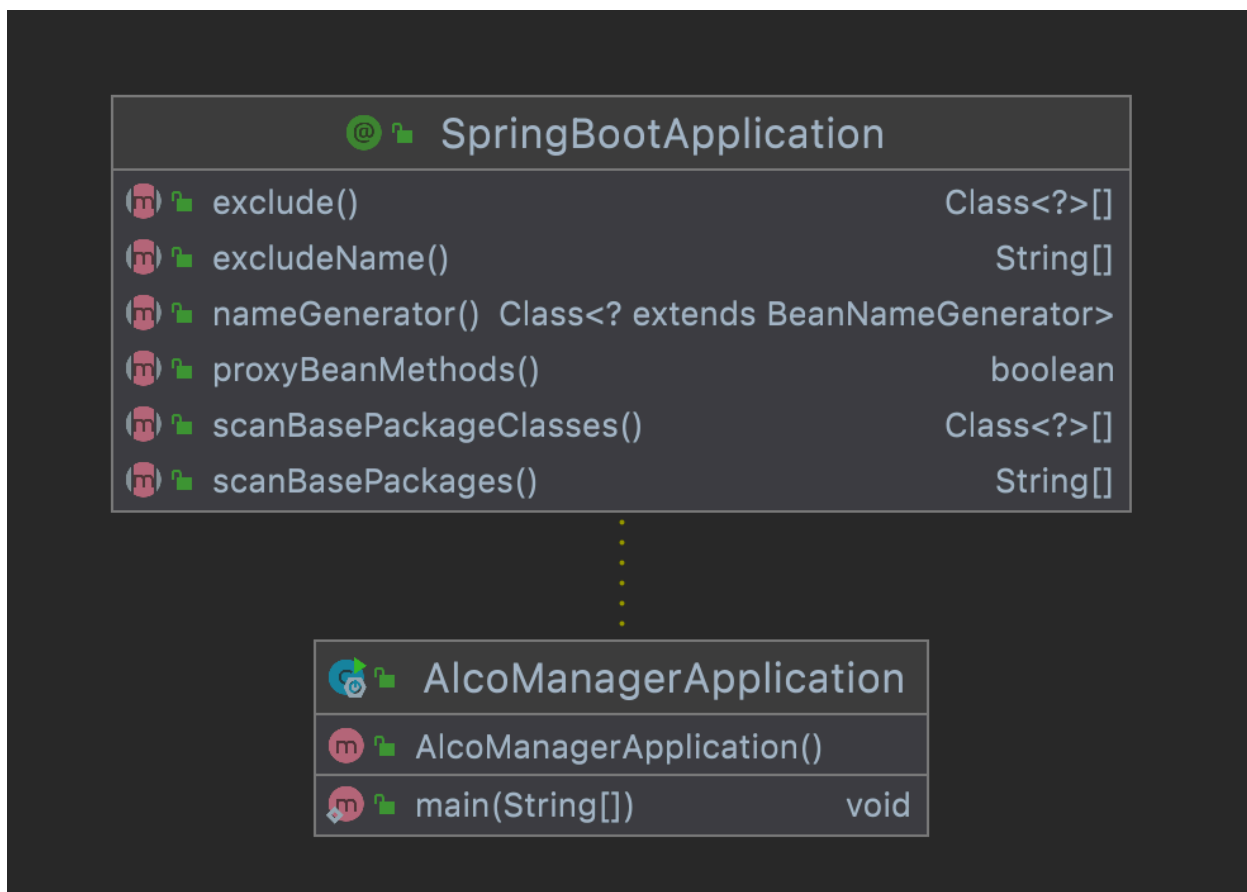 SpringBootApplication
exclude() Class<?>[]
excludeName() String[]
nameGenerator() Class<? extends BeanNameGenerator>
proxyBeanMethods() boolean
scanBasePackageClasses() Class<?>[]
scanBasePackages() String[]
AlcoManagerApplication
AlcoManagerApplication()
main(String[]) void